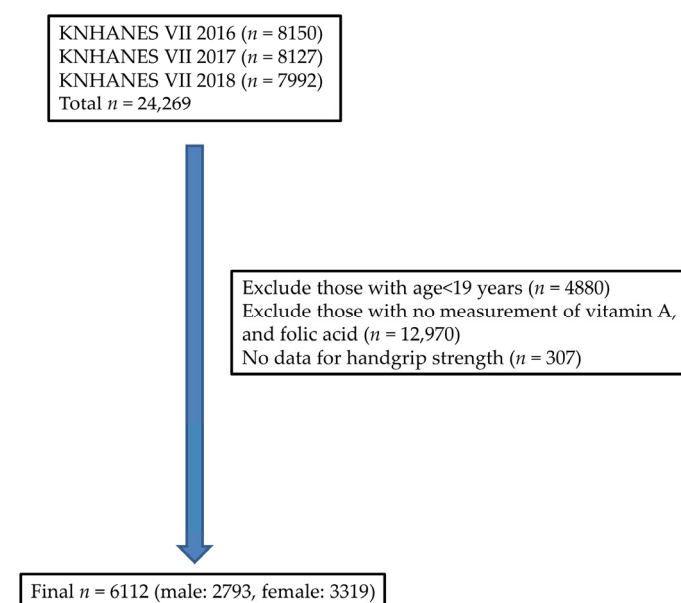 KNHANES VII 2016 (n = 8150)
KNHANES VII 2017 (n = 8127)
KNHANES VII 2018 (n = 7992)
Total n = 24,269
Exclude those with age<19 years (n = 4880)
Exclude those with no measurement of vitamin A,
and folic acid (n = 12,970)
No data for handgrip strength (n = 307)
Final n = 6112 (male: 2793, female: 3319)